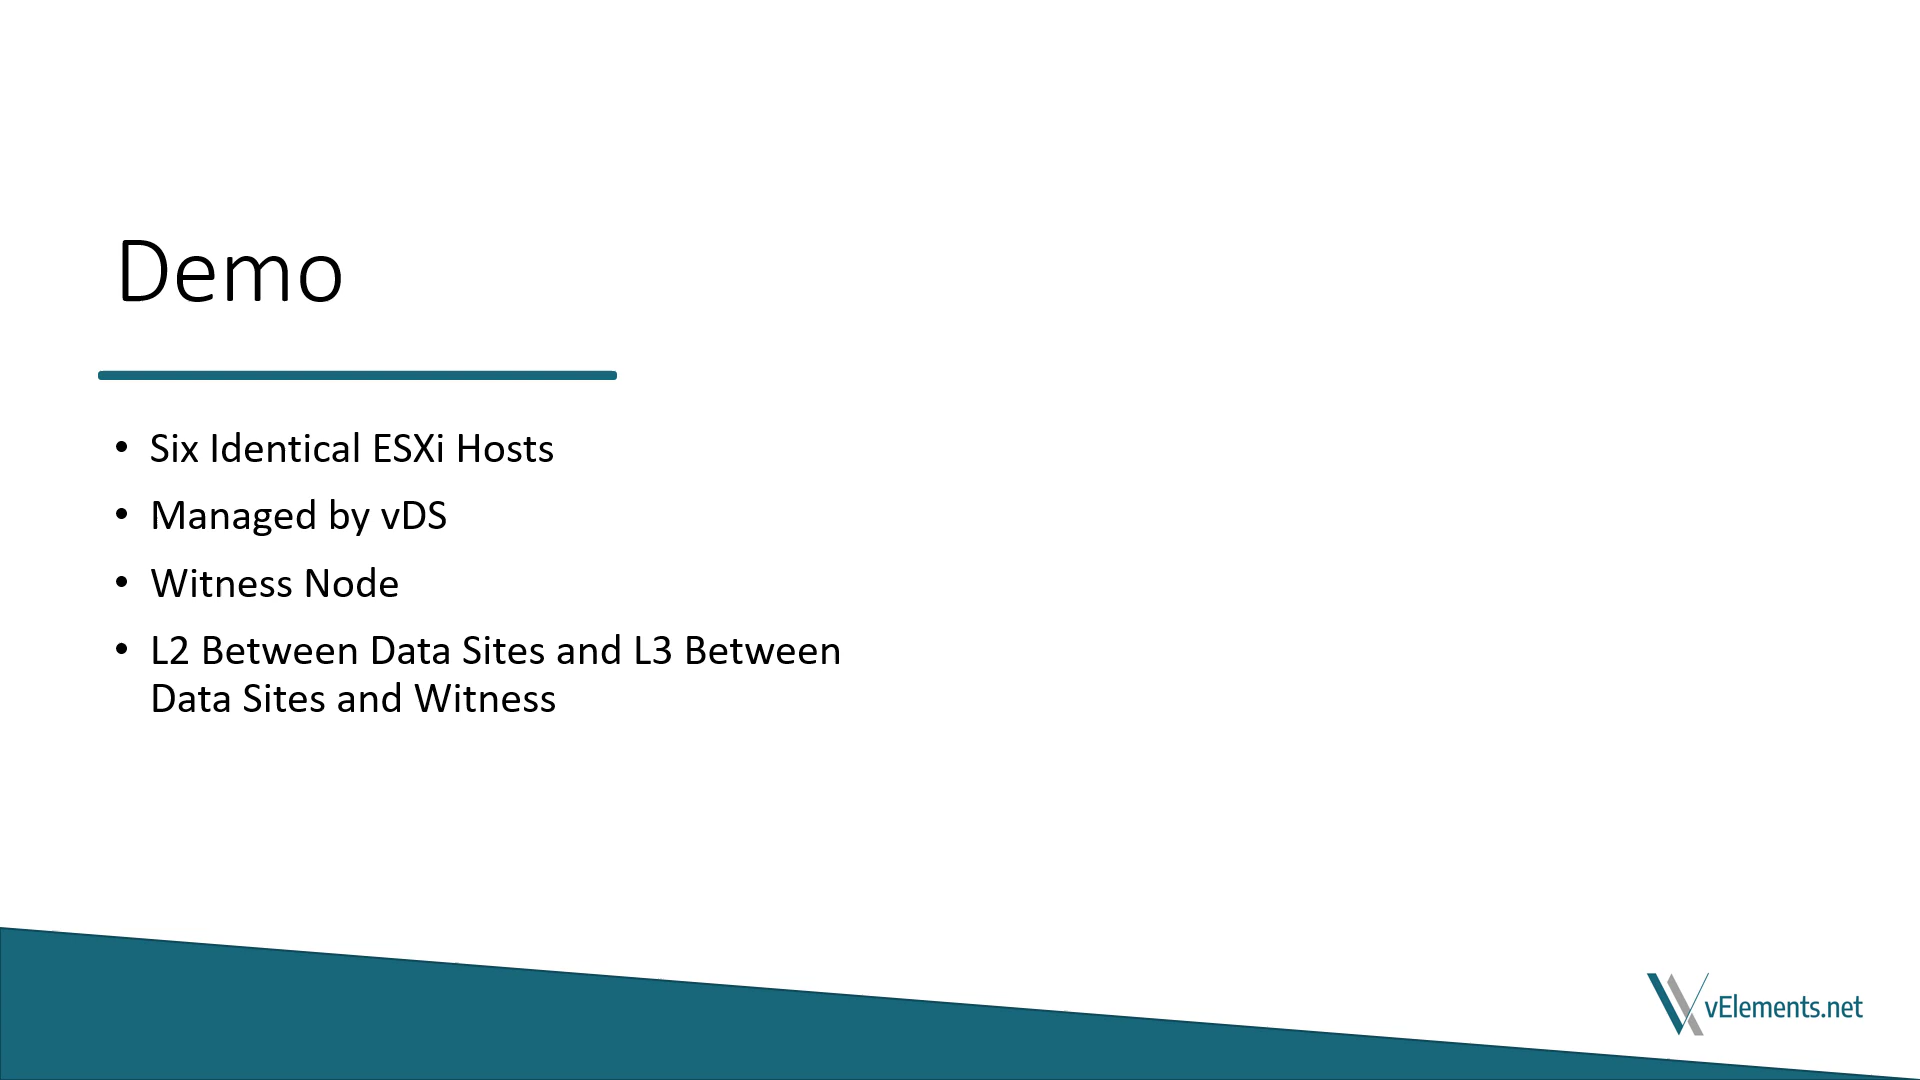 Demo
• Six Identical ESXi Hosts
• Managed by vDS
• Witness Node
• L2 Between Data Sites and L3 Between
Data Sites and Witness
vElements.net